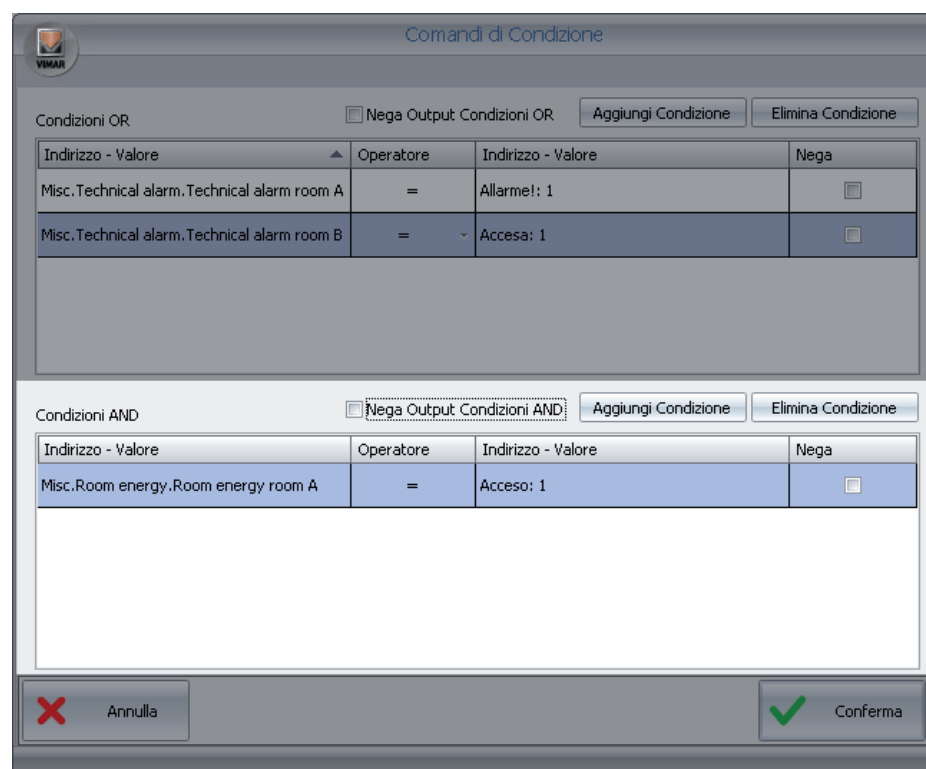 Comandi di Condizione
VIMAR
Condizioni OR Nega Output Condizioni OR Aggiungi Condizione Elimina Condizione
Indirizzo - Valore Operatore Indirizzo - Valore Nega
Misc.Technical alarm.Technical alarm room A = Allarme!: 1
Misc.Technical alarm.Technical alarm room B = Accesa: 1
Condizioni AND Nega Output Condizioni AND Aggiungi Condizione Elimina Condizione
Indirizzo - Valore Operatore Indirizzo - Valore Nega
Misc.Room energy.Room energy room A = Acceso: 1
Annulla Conferma